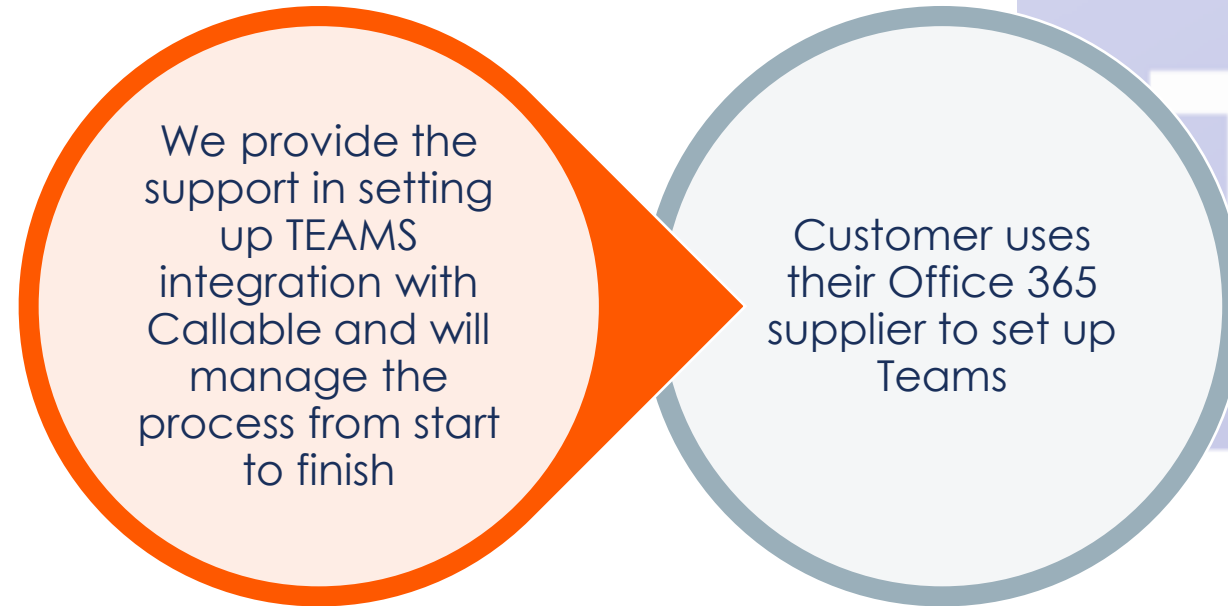 We provide the
support in setting
up TEAMS
integration with
Callable and will
manage the
process from start
to finish
Customer uses
their Office 365
supplier to set up
Teams